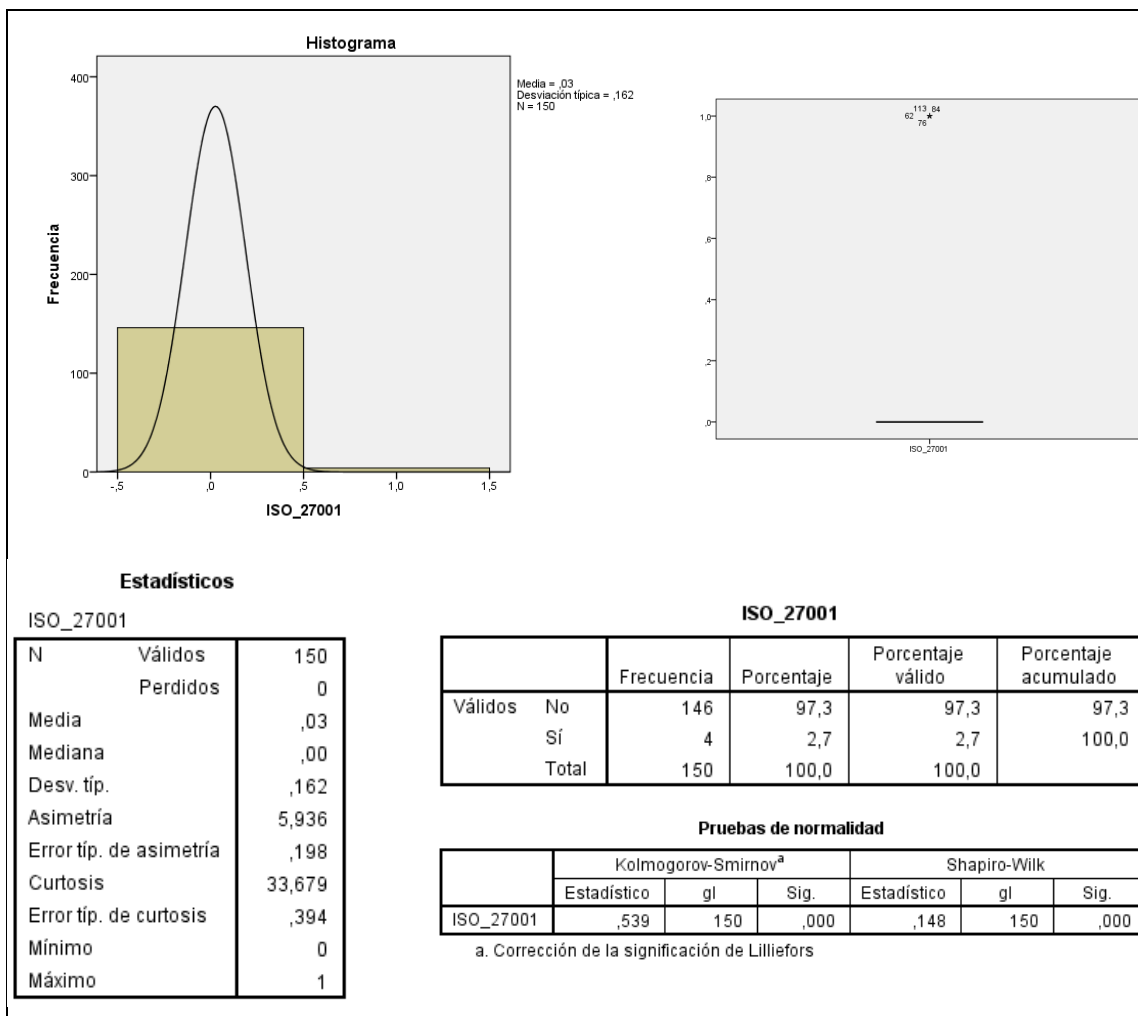 Histograma
Media = ,03
Desviación típica = ,162
N = 150
400
300
200
100
0
Frecuencia
-,5 ,0 ,5 1,0 1,5
ISO_27001
113 84
62
76
1,0
,8
,6
,4
,2
,0
ISO_27001
Estadísticos
ISO_27001
N Válidos 150
Perdidos 0
Media ,03
Mediana ,00
Desv. típ. ,162
Asimetría 5,936
Error típ. de asimetría ,198
Curtosis 33,679
Error típ. de curtosis ,394
Mínimo 0
Máximo 1
ISO_27001
Frecuencia Porcentaje Porcentaje válido Porcentaje acumulado
Válidos No 146 97,3 97,3 97,3
Sí 4 2,7 2,7 100,0
Total 150 100,0 100,0
Pruebas de normalidad
Kolmogorov-Smirnovª Shapiro-Wilk
Estadístico gl Sig. Estadístico gl Sig.
ISO_27001 ,539 150 ,000 ,148 150 ,000
a. Corrección de la significación de Lilliefors